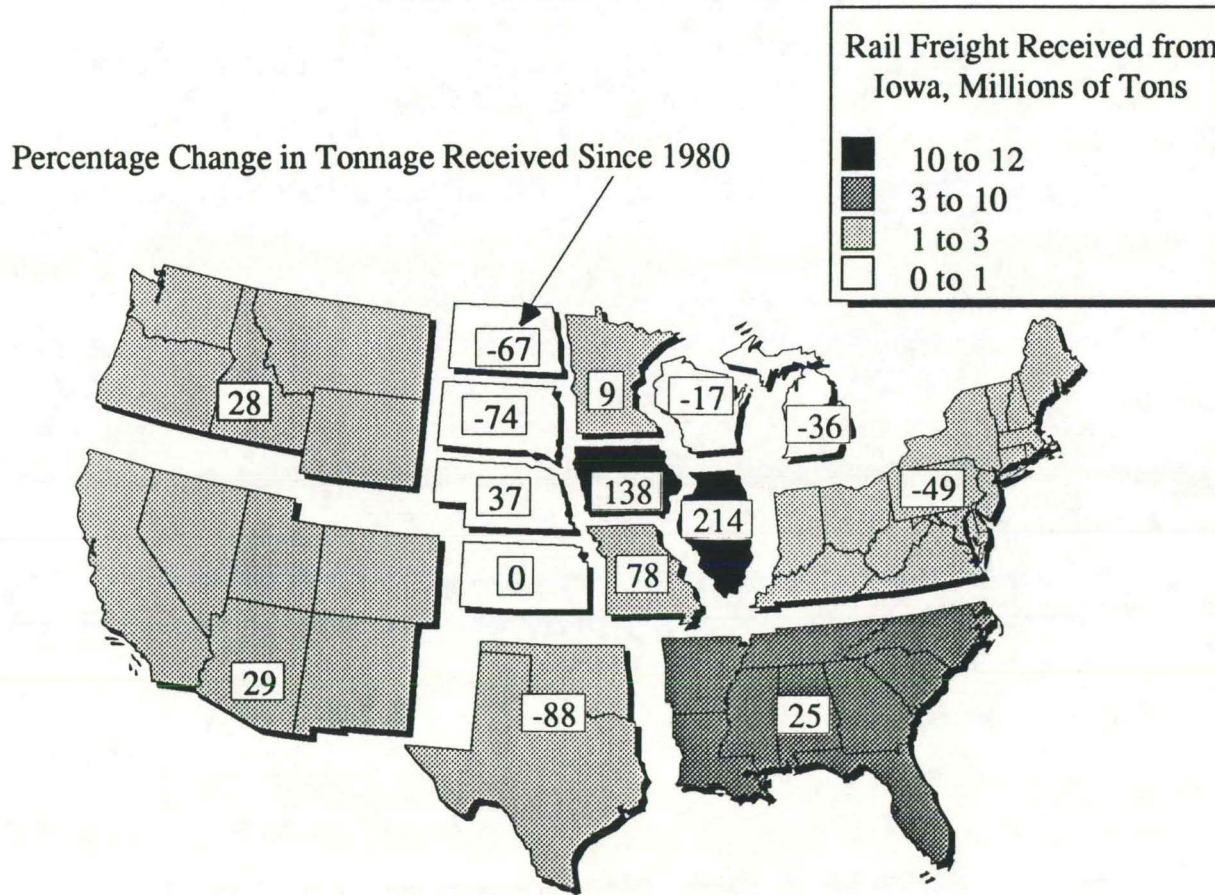 Rail Freight Received from
Iowa, Millions of Tons
Percentage Change in Tonnage Received Since 1980
10 to 12
3 to 10
1 to 3
0 to 1
-67
9
-17
-36
28
-74
-49
37
138
214
0
78
29
-88
25